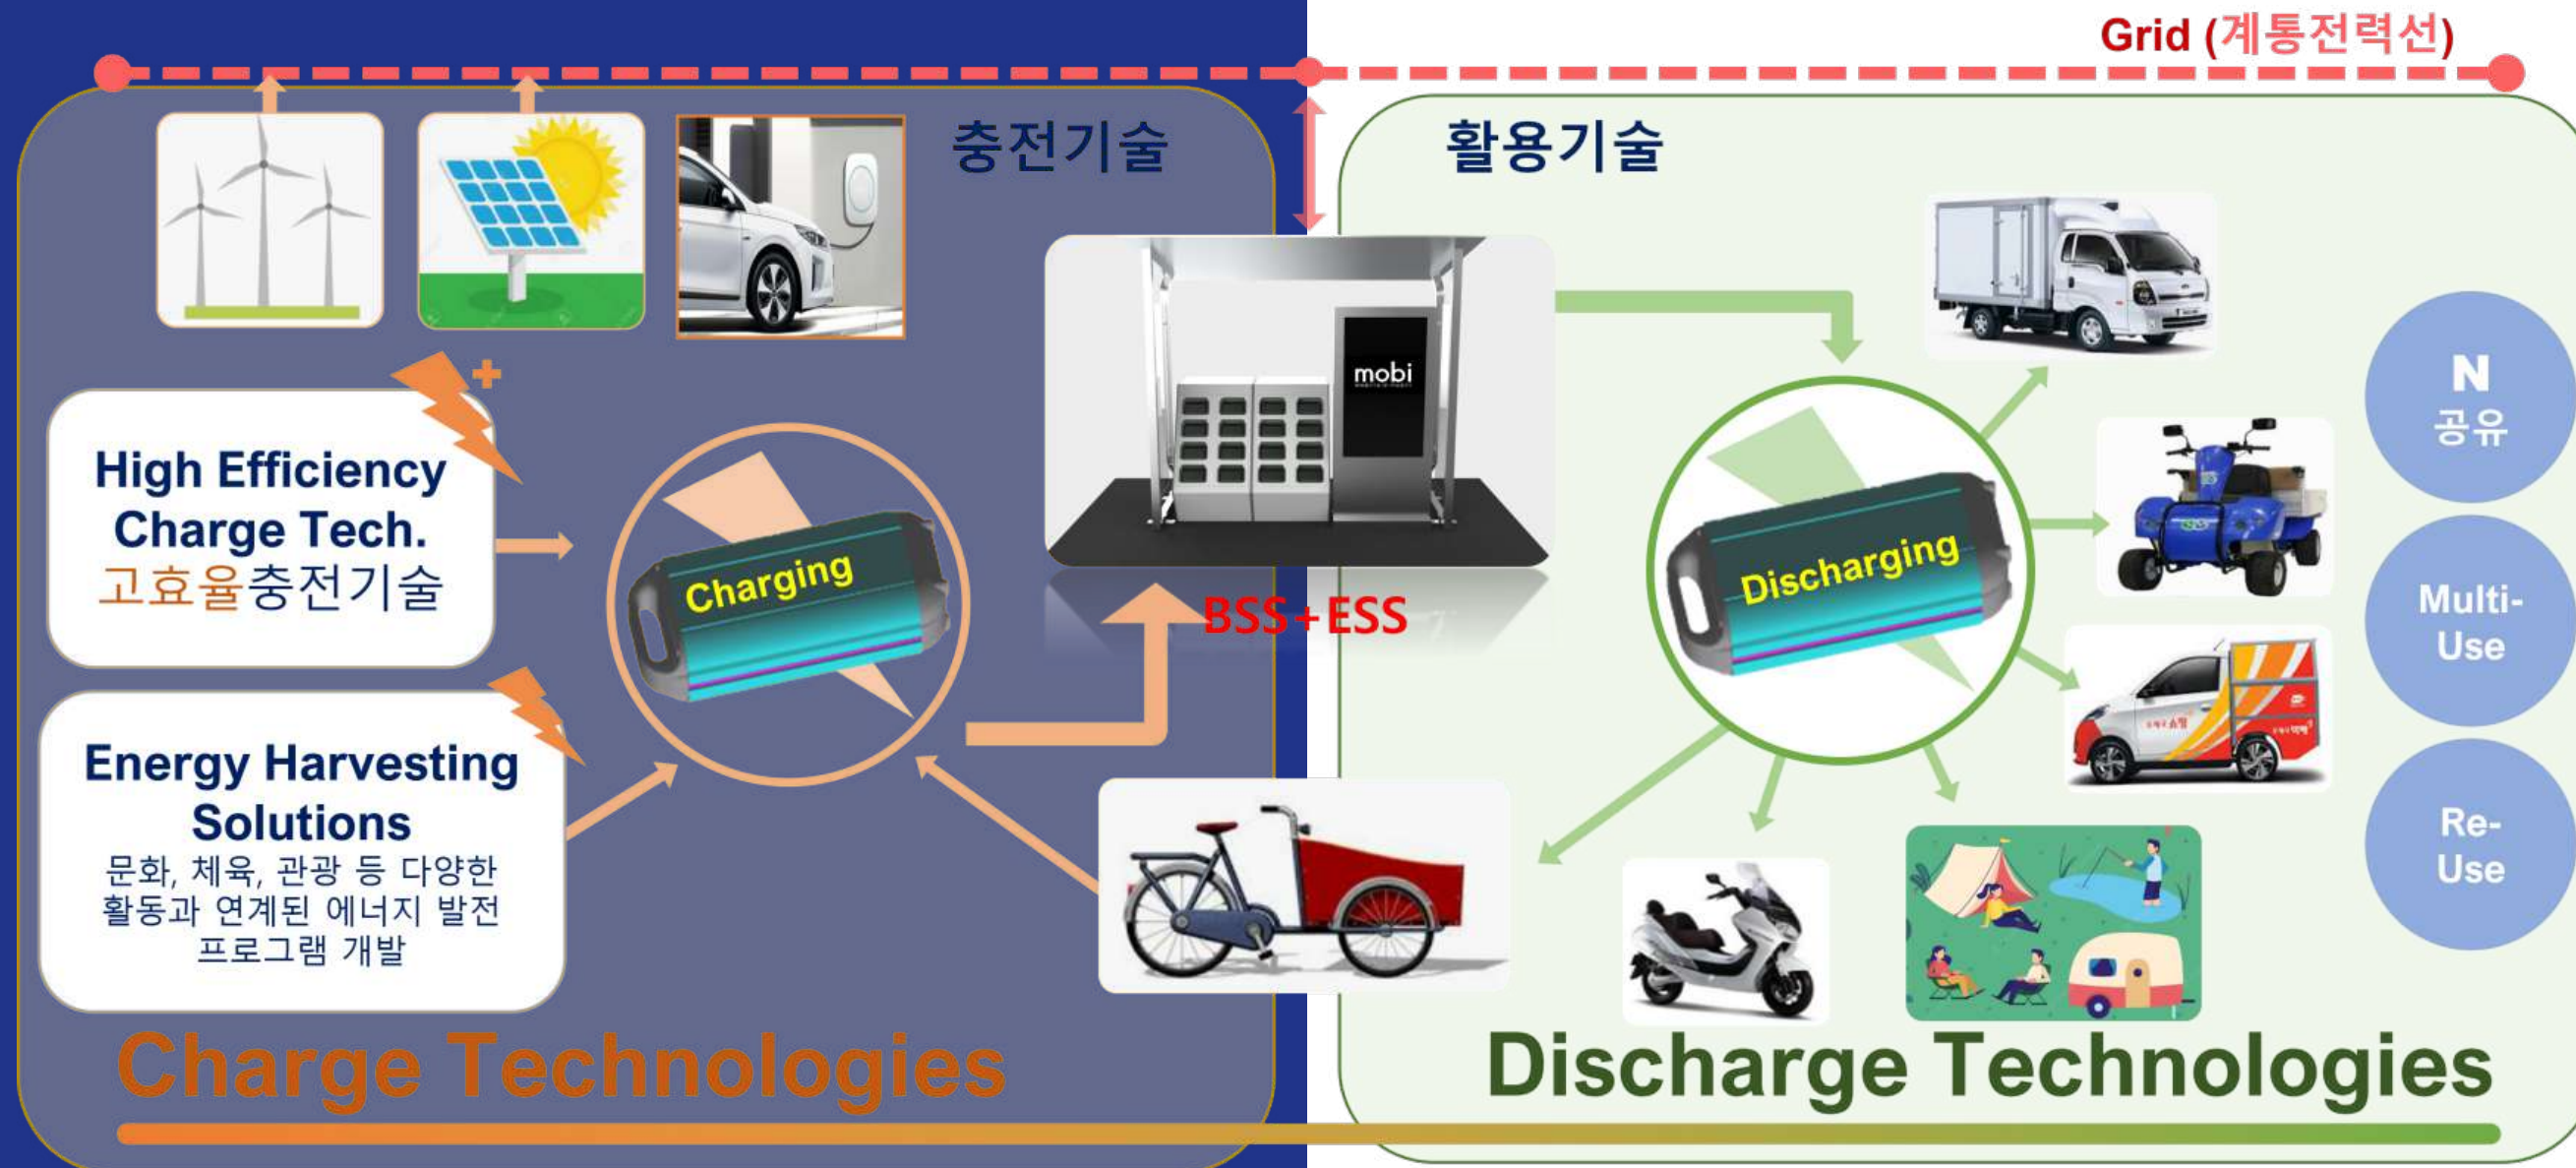 Grid (계통전력선)
충전기술
High Efficiency
Charge Tech.
고효율충전기술
Energy Harvesting
Solutions
문화, 체육, 관광 등 다양한
활동과 연계된 에너지 발전
프로그램 개발
Charging
mobi
BSS+ESS
Charge Technologies
활용기술
Discharging
N
공유
Multi-
Use
Re-
Use
Discharge Technologies